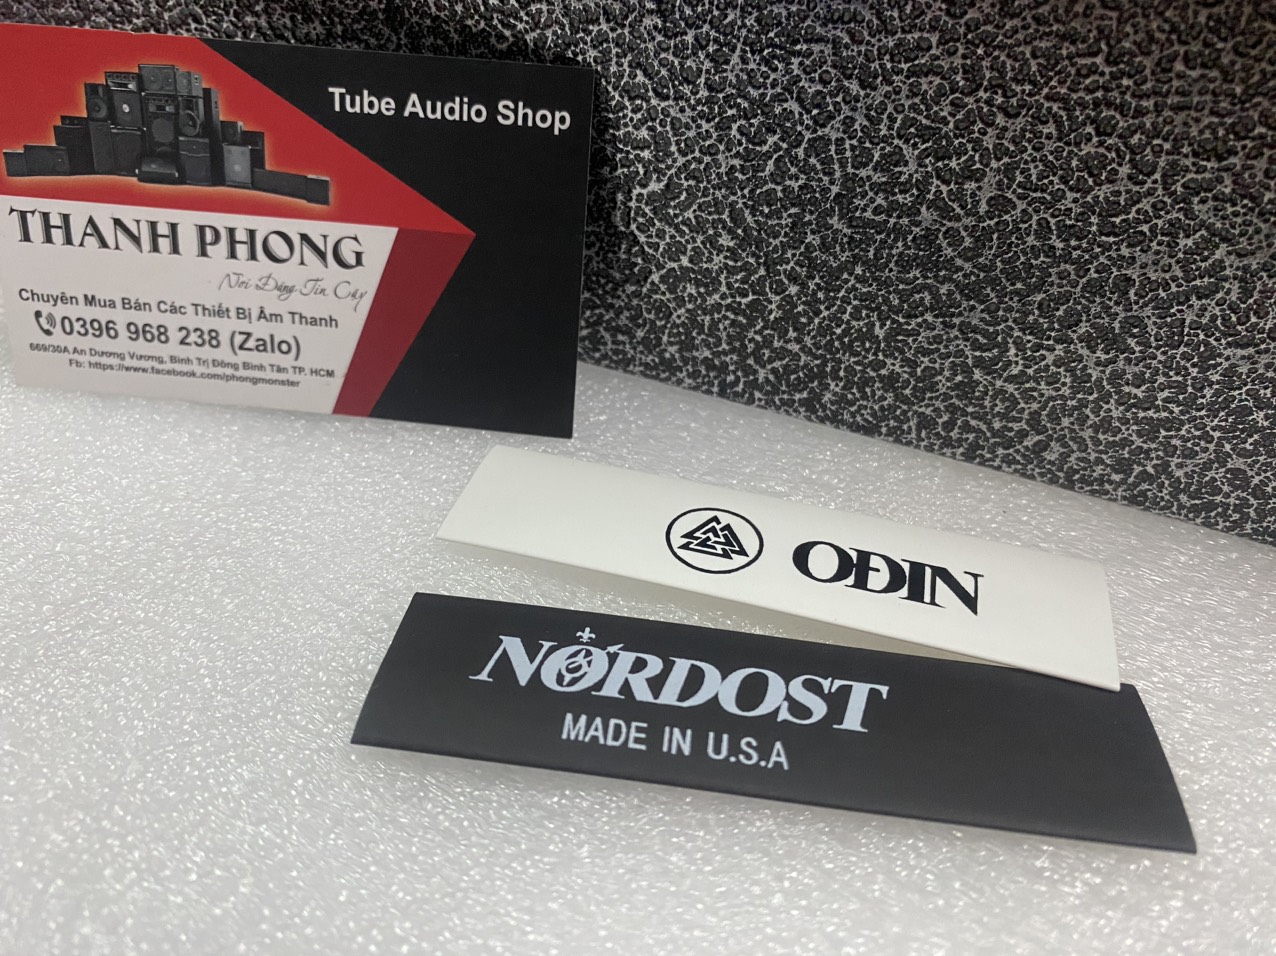 Tube Audio Shop
THANH PHONG
Nơi Đáng Tin Cậy
Chuyên Mua Bán Các Thiết Bị Âm Thanh
0396 968 238 (Zalo)
669/30A An Dương Vương, Bình Trị Đông Bình Tân TP. HCM
Fb: https://www.facebook.com/phongmonster
OĐIN
NORDOST
MADE IN U.S.A